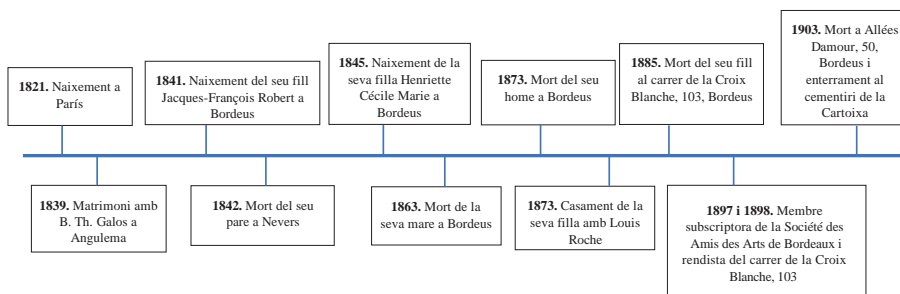 1821. Naixement a
París
1839. Matrimoni amb
B. Th. Galos a
Angulema
1841. Naixement del seu fill
Jacques-François Robert a
Bordeus
1842. Mort del seu
pare a Nevers
1845. Naixement de la
seva filla Henriette
Cécile Marie a
Bordeus
1863. Mort de la
seva mare a Bordeus
1873. Mort del seu
home a Bordeus
1873. Casament de la
seva filla amb Louis
Roche
1885. Mort del seu fill
al carrer de la Croix
Blanche, 103, Bordeus
1897 i 1898. Membre
subscriptora de la Société des
Amis des Arts de Bordeaux i
rendista del carrer de la Croix
Blanche, 103
1903. Mort a Allées
Damour, 50,
Bordeus i
enterrament al
cementiri de la
Cartoixa